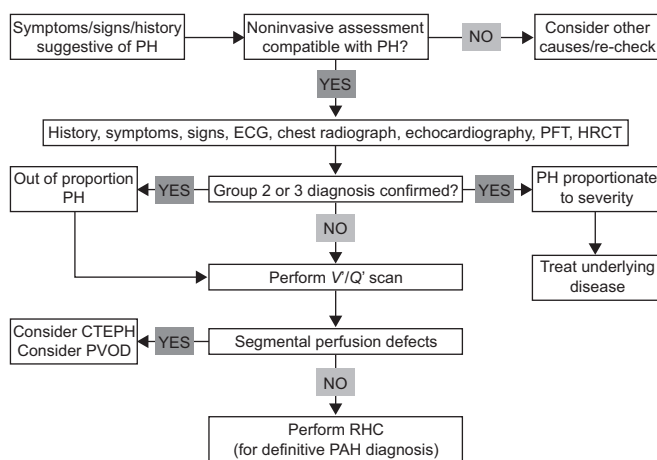 Symptoms/signs/history
suggestive of PH
Noninvasive assessment
compatible with PH?
NO
Consider other
causes/re-check
YES
History, symptoms, signs, ECG, chest radiograph, echocardiography, PFT, HRCT
Out of proportion
PH
YES
Group 2 or 3 diagnosis confirmed?
YES
PH proportionate
to severity
NO
Treat underlying
disease
Perform V'/Q' scan
Consider CTEPH
Consider PVOD
YES
Segmental perfusion defects
NO
Perform RHC
(for definitive PAH diagnosis)